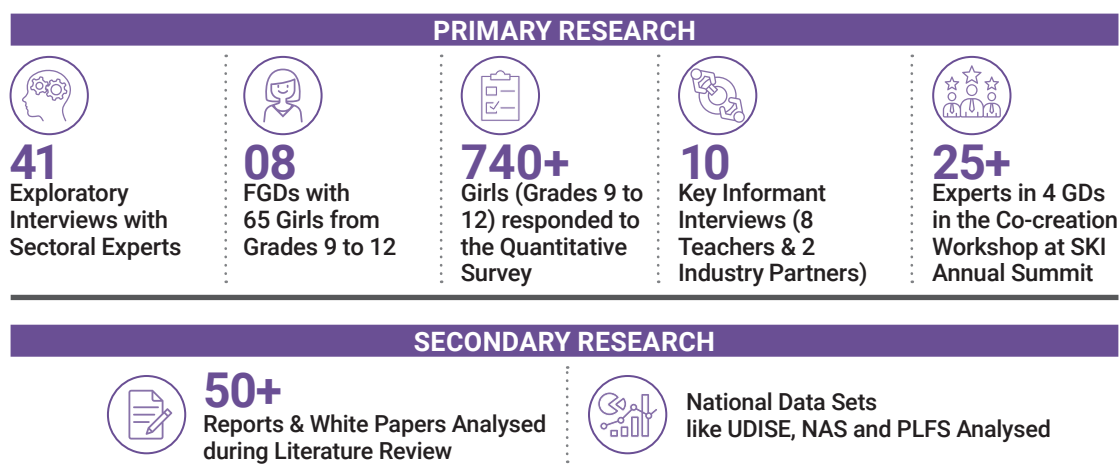 PRIMARY RESEARCH
41
Exploratory
Interviews with
Sectoral Experts
08
FGDs with
65 Girls from
Grades 9 to 12
740+
Girls (Grades 9 to
12) responded to
the Quantitative
Survey
10
Key Informant
Interviews (8
Teachers & 2
Industry Partners)
25+
Experts in 4 GDs
in the Co-creation
Workshop at SKI
Annual Summit
SECONDARY RESEARCH
50+
Reports & White Papers Analysed
during Literature Review
National Data Sets
like UDISE, NAS and PLFS Analysed